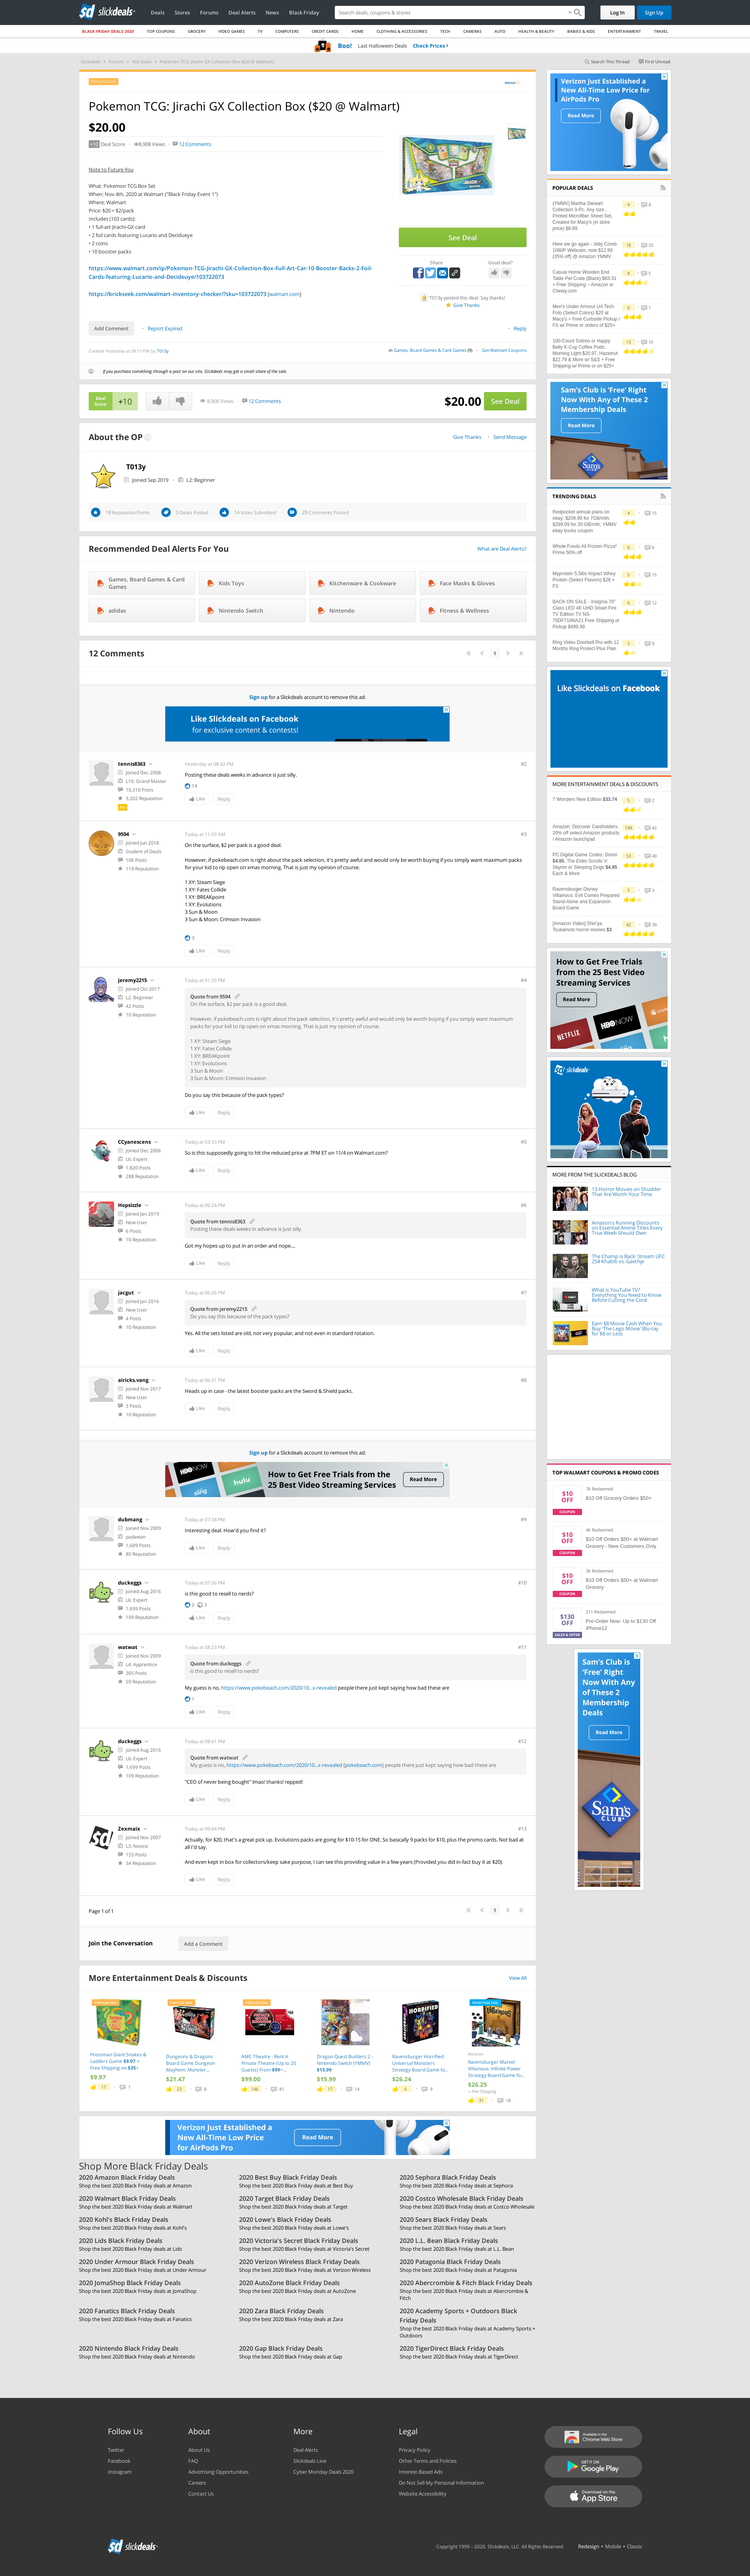 sd slickdeals
Deals Stores Forums Deal Alerts News Black Friday
Search deals, coupons & stores
Log In Sign Up
BLACK FRIDAY DEALS 2020 TOP COUPONS GROCERY VIDEO GAMES TV COMPUTERS CREDIT CARDS HOME CLOTHING & ACCESSORIES TECH CAMERAS AUTO HEALTH & BEAUTY BABIES & KIDS ENTERTAINMENT TRAVEL
Boo! Last Halloween Deals Check Prices ›
Slickdeals › Forums › Hot Deals › Pokemon TCG: Jirachi GX Collection Box ($20 @ Walmart)
Search This Thread First Unread
Pokemon TCG: Jirachi GX Collection Box ($20 @ Walmart)
$20.00
+10 Deal Score 8,908 Views 12 Comments
Note to Future You
What: Pokemon TCG Box Set
When: Nov 4th, 2020 at Walmart ("Black Friday Event 1")
Where: Walmart
Price: $20 = $2/pack
Includes (103 cards):
• 1 full-art Jirachi-GX card
• 2 foil cards featuring Lucario and Decidueye
• 2 coins
• 10 booster packs
https://www.walmart.com/ip/Pokemon-TCG-Jirachi-GX-Collection-Box-Full-Art-Car-10-Booster-Backs-2-Foil-
Cards-featuring-Lucario-and-Decideuye/103722073
https://brickseek.com/walmart-inventory-checker/?sku=103722073 [walmart.com]
See Deal
Share Good deal?
T013y posted this deal. Say thanks!
Give Thanks
Add Comment Report Expired Reply
Created Yesterday at 08:11 PM by T013y
in Games, Board Games & Card Games (9) • Get Walmart Coupons
If you purchase something through a post on our site, Slickdeals may get a small share of the sale.
Deal Score +10 8,908 Views 12 Comments $20.00 See Deal
About the OP
Give Thanks • Send Message
T013y
Joined Sep 2019 L2: Beginner
18 Reputation Points 3 Deals Posted 14 Votes Submitted 29 Comments Posted
Recommended Deal Alerts For You
What are Deal Alerts?
Games, Board Games & Card Games
Kids Toys
Kitchenware & Cookware
Face Masks & Gloves
adidas
Nintendo Switch
Nintendo
Fitness & Wellness
12 Comments
1
Sign up for a Slickdeals account to remove this ad.
Like Slickdeals on Facebook
for exclusive content & contests!
tennis8363
Joined Dec 2008
L10: Grand Master
10,310 Posts
3,292 Reputation
Pro
Yesterday at 08:42 PM #2
Posting these deals weeks in advance is just silly.
14
Like Reply
9594
Joined Jun 2018
Student of Deals
106 Posts
119 Reputation
Today at 11:03 AM #3
On the surface, $2 per pack is a good deal.
However, if pokebeach.com is right about the pack selection, it's pretty awful and would only be worth buying if you simply want maximum packs
for your kid to rip open on xmas morning. That is just my opinion of course.
1 XY: Steam Siege
1 XY: Fates Collide
1 XY: BREAKpoint
1 XY: Evolutions
3 Sun & Moon
3 Sun & Moon: Crimson Invasion
3
Like Reply
jeremy2215
Joined Oct 2017
L2: Beginner
42 Posts
10 Reputation
Today at 01:33 PM #4
Quote from 9594
On the surface, $2 per pack is a good deal.
However, if pokebeach.com is right about the pack selection, it's pretty awful and would only be worth buying if you simply want maximum
packs for your kid to rip open on xmas morning. That is just my opinion of course.
1 XY: Steam Siege
1 XY: Fates Collide
1 XY: BREAKpoint
1 XY: Evolutions
3 Sun & Moon
3 Sun & Moon: Crimson Invasion
Do you say this because of the pack types?
Like Reply
CCyanescens
Joined Dec 2006
L6: Expert
1,820 Posts
288 Reputation
Today at 03:33 PM #5
So is this supposedly going to hit the reduced price at 7PM ET on 11/4 on Walmart.com?
Like Reply
Hopsizzle
Joined Jan 2019
New User
6 Posts
10 Reputation
Today at 06:24 PM #6
Quote from tennis8363
Posting these deals weeks in advance is just silly.
Got my hopes up to put in an order and nope....
Like Reply
jacgut
Joined Jan 2016
New User
4 Posts
10 Reputation
Today at 06:26 PM #7
Quote from jeremy2215
Do you say this because of the pack types?
Yes. All the sets listed are old, not very popular, and not even in standard rotation.
Like Reply
airicks.vang
Joined Nov 2017
New User
3 Posts
10 Reputation
Today at 06:31 PM #8
Heads up in case - the latest booster packs are the Sword & Shield packs.
Like Reply
Sign up for a Slickdeals account to remove this ad.
How to Get Free Trials from the
25 Best Video Streaming Services
Read More
dubmang
Joined Nov 2009
padawan
1,689 Posts
80 Reputation
Today at 07:38 PM #9
Interesting deal. How'd you find it?
Like Reply
duckeggs
Joined Aug 2016
L6: Expert
1,699 Posts
109 Reputation
Today at 07:56 PM #10
is this good to resell to nerds?
2 3
Like Reply
watwat
Joined Nov 2009
L4: Apprentice
305 Posts
59 Reputation
Today at 08:23 PM #11
Quote from duckeggs
is this good to resell to nerds?
My guess is no, https://www.pokebeach.com/2020/10...s-revealed people there just kept saying how bad these are
1
Like Reply
duckeggs
Joined Aug 2016
L6: Expert
1,699 Posts
109 Reputation
Today at 08:41 PM #12
Quote from watwat
My guess is no, https://www.pokebeach.com/2020/10...s-revealed [pokebeach.com] people there just kept saying how bad these are
"CEO of never being bought" lmao! thanks! repped!
Like Reply
Zexmaix
Joined Nov 2007
L3: Novice
155 Posts
34 Reputation
Today at 09:04 PM #13
Actually, for $20, that's a great pick up. Evolutions packs are going for $10-15 for ONE. So basically 9 packs for $10, plus the promo cards. Not bad at
all I'd say.
And even kept in box for collectors/keep sake purpose, I can see this providing value in a few years (Provided you did in-fact buy it at $20).
Like Reply
Page 1 of 1 1
Join the Conversation Add a Comment
More Entertainment Deals & Discounts
View All
Pressman Giant Snakes & Ladders Game $9.97 + Free Shipping on $35+
$9.97
17 1
Dungeons & Dragons Board Game Dungeon Mayhem: Monster...
$21.47
23 8
AMC Theatre - Rent A Private Theatre (Up to 20 Guests) From $99+...
$99.00
146 81
Dragon Quest Builders 2 - Nintendo Switch [YMMV] $15.99
$15.99
17 14
Ravensburger Horrified: Universal Monsters Strategy Board Game fo...
$26.24
6 9
Amazon
Ravensburger Marvel Villainous: Infinite Power Strategy Board Game fo...
$26.25
+ Free Shipping
31 18
Verizon Just Established a
New All-Time Low Price
for AirPods Pro
Read More
Shop More Black Friday Deals
2020 Amazon Black Friday Deals
Shop the best 2020 Black Friday deals at Amazon
2020 Best Buy Black Friday Deals
Shop the best 2020 Black Friday deals at Best Buy
2020 Sephora Black Friday Deals
Shop the best 2020 Black Friday deals at Sephora
2020 Walmart Black Friday Deals
Shop the best 2020 Black Friday deals at Walmart
2020 Target Black Friday Deals
Shop the best 2020 Black Friday deals at Target
2020 Costco Wholesale Black Friday Deals
Shop the best 2020 Black Friday deals at Costco Wholesale
2020 Kohl's Black Friday Deals
Shop the best 2020 Black Friday deals at Kohl's
2020 Lowe's Black Friday Deals
Shop the best 2020 Black Friday deals at Lowe's
2020 Sears Black Friday Deals
Shop the best 2020 Black Friday deals at Sears
2020 Lids Black Friday Deals
Shop the best 2020 Black Friday deals at Lids
2020 Victoria's Secret Black Friday Deals
Shop the best 2020 Black Friday deals at Victoria's Secret
2020 L.L. Bean Black Friday Deals
Shop the best 2020 Black Friday deals at L.L. Bean
2020 Under Armour Black Friday Deals
Shop the best 2020 Black Friday deals at Under Armour
2020 Verizon Wireless Black Friday Deals
Shop the best 2020 Black Friday deals at Verizon Wireless
2020 Patagonia Black Friday Deals
Shop the best 2020 Black Friday deals at Patagonia
2020 JomaShop Black Friday Deals
Shop the best 2020 Black Friday deals at JomaShop
2020 AutoZone Black Friday Deals
Shop the best 2020 Black Friday deals at AutoZone
2020 Abercrombie & Fitch Black Friday Deals
Shop the best 2020 Black Friday deals at Abercrombie &
Fitch
2020 Fanatics Black Friday Deals
Shop the best 2020 Black Friday deals at Fanatics
2020 Zara Black Friday Deals
Shop the best 2020 Black Friday deals at Zara
2020 Academy Sports + Outdoors Black
Friday Deals
Shop the best 2020 Black Friday deals at Academy Sports +
Outdoors
2020 Nintendo Black Friday Deals
Shop the best 2020 Black Friday deals at Nintendo
2020 Gap Black Friday Deals
Shop the best 2020 Black Friday deals at Gap
2020 TigerDirect Black Friday Deals
Shop the best 2020 Black Friday deals at TigerDirect
Verizon Just Established a
New All-Time Low Price for
AirPods Pro
Read More
POPULAR DEALS
(YMMV) Martha Stewart Collection 3-Pc. Any size , Printed Microfiber Sheet Set, Created for Macy's (in store price) $6.69
4 4
Here we go again - Jelly Comb 1080P Webcam, now $12.99 (35% off) @ Amazon YMMV
18 33
Casual Home Wooden End Table Pet Crate (Black) $63.31 + Free Shipping ~ Amazon or Chewy.com
8 5
Men's Under Armour UA Tech Polo (Select Colors) $20 at Macy's + Free Curbside Pickup / FS w/ Prime or orders of $25+
6 1
100-Count Solimo or Happy Belly K-Cup Coffee Pods: Morning Light $20.97, Hazelnut $22.79 & More w/ S&S + Free Shipping w/ Prime or on $25+
12 10
Sam's Club is 'Free' Right
Now With Any of These 2
Membership Deals
Read More
Sam's CLUB
TRENDING DEALS
Redpocket annual plans on ebay: $209.99 for 7GB/mth, $299.99 for 20 GB/mth; YMMV ebay bucks coupon
4 15
Whole Foods All Frozen Pizza* Prime 50% off
6 6
Myprotein 5.5lbs Impact Whey Protein (Select Flavors) $26 + FS
5 15
BACK ON SALE - Insignia 70" Class LED 4K UHD Smart Fire TV Edition TV NS-70DF710NA21 Free Shipping or Pickup $499.99
6 12
Ring Video Doorbell Pro with 12 Months Ring Protect Plus Plan
3 9
Like Slickdeals on Facebook
MORE ENTERTAINMENT DEALS & DISCOUNTS
7 Wonders New Edition $33.74
5 2
Amazon: Discover Cardholders: 20% off select Amazon products / Amazon launchpad
149 42
PC Digital Game Codes: Doom $4.65, The Elder Scrolls V: Skyrim or Sleeping Dogs $4.85 Each & More
53 40
Ravensburger Disney Villainous: Evil Comes Prepared Stand-Alone and Expansion Board Game
5 3
[Amazon Video] Shin'ya Tsukamoto horror movies $3
42 30
How to Get Free Trials
from the 25 Best Video
Streaming Services
Read More
NETFLIX HBONOW
sd slickdeals
MORE FROM THE SLICKDEALS BLOG
13 Horror Movies on Shudder
That Are Worth Your Time
Amazon's Running Discounts
on Essential Anime Titles Every
True Weeb Should Own
The Champ is Back: Stream UFC
254 Khabib vs. Gaethje
What is YouTube TV?
Everything You Need to Know
Before Cutting the Cord
Earn $8 Movie Cash When You
Buy 'The Lego Movie' Blu-ray
for $8 or Less
TOP WALMART COUPONS & PROMO CODES
$10 OFF COUPON
7k Redeemed
$10 Off Grocery Orders $50+
$10 OFF COUPON
4k Redeemed
$10 Off Orders $50+ at Walmart
Grocery - New Customers Only
$10 OFF COUPON
3k Redeemed
$10 Off Orders $50+ at Walmart
Grocery
$130 OFF SALES & OFFER
211 Redeemed
Pre-Order Now- Up to $130 Off
iPhone12
Sam's Club is
'Free' Right
Now With Any
of These 2
Membership
Deals
Read More
Sam's CLUB
Follow Us
Twitter
Facebook
Instagram
About
About Us
FAQ
Advertising Opportunities
Careers
Contact Us
More
Deal Alerts
Slickdeals Live
Cyber Monday Deals 2020
Legal
Privacy Policy
Other Terms and Policies
Interest-Based Ads
Do Not Sell My Personal Information
Website Accessibility
Available in the
Chrome Web Store
GET IT ON
Google Play
Download on the
App Store
sd slickdeals
Copyright 1999 - 2020. Slickdeals, LLC. All Rights Reserved. Redesign • Mobile • Classic